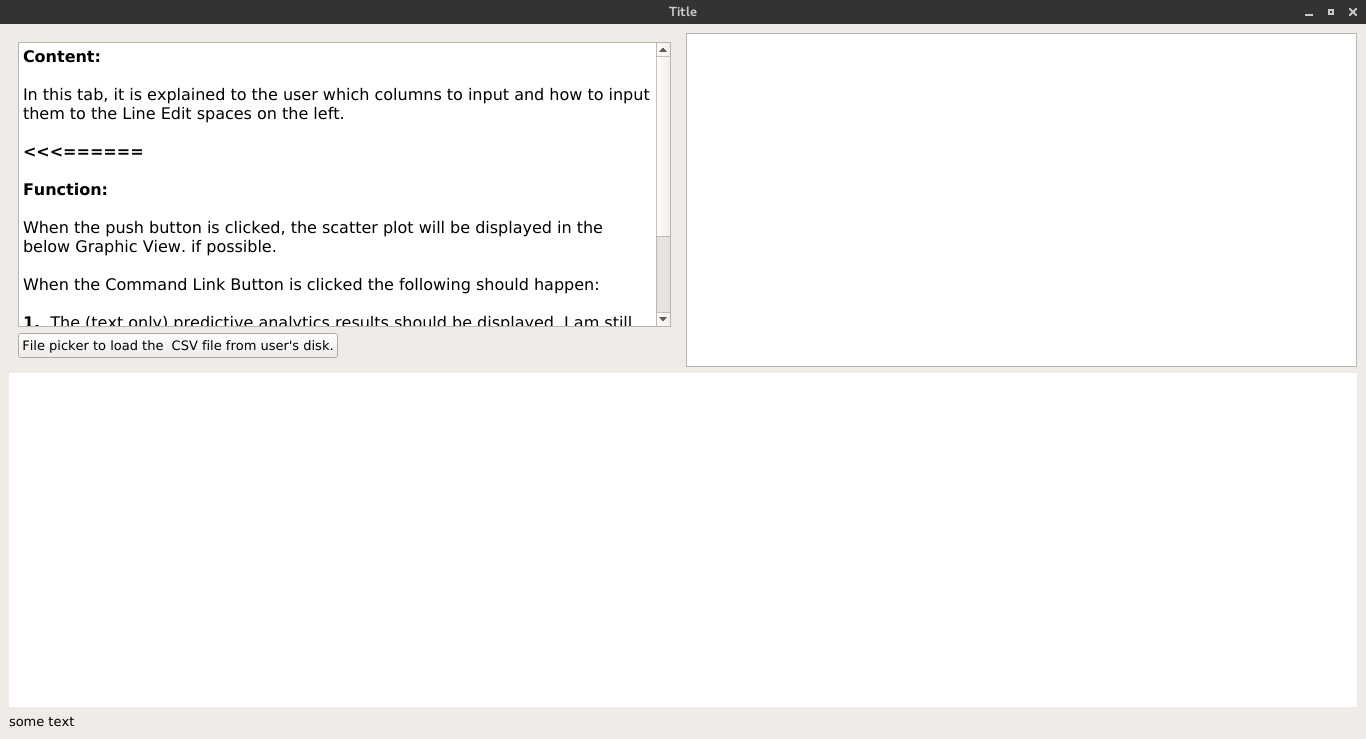 Title
Content:
In this tab, it is explained to the user which columns to input and how to input
them to the Line Edit spaces on the left.
<<<======
Function:
When the push button is clicked, the scatter plot will be displayed in the
below Graphic View. if possible.
When the Command Link Button is clicked the following should happen:
1. The (text only) predictive analytics results should be displayed. I am still
File picker to load the  CSV file from user's disk.
some text